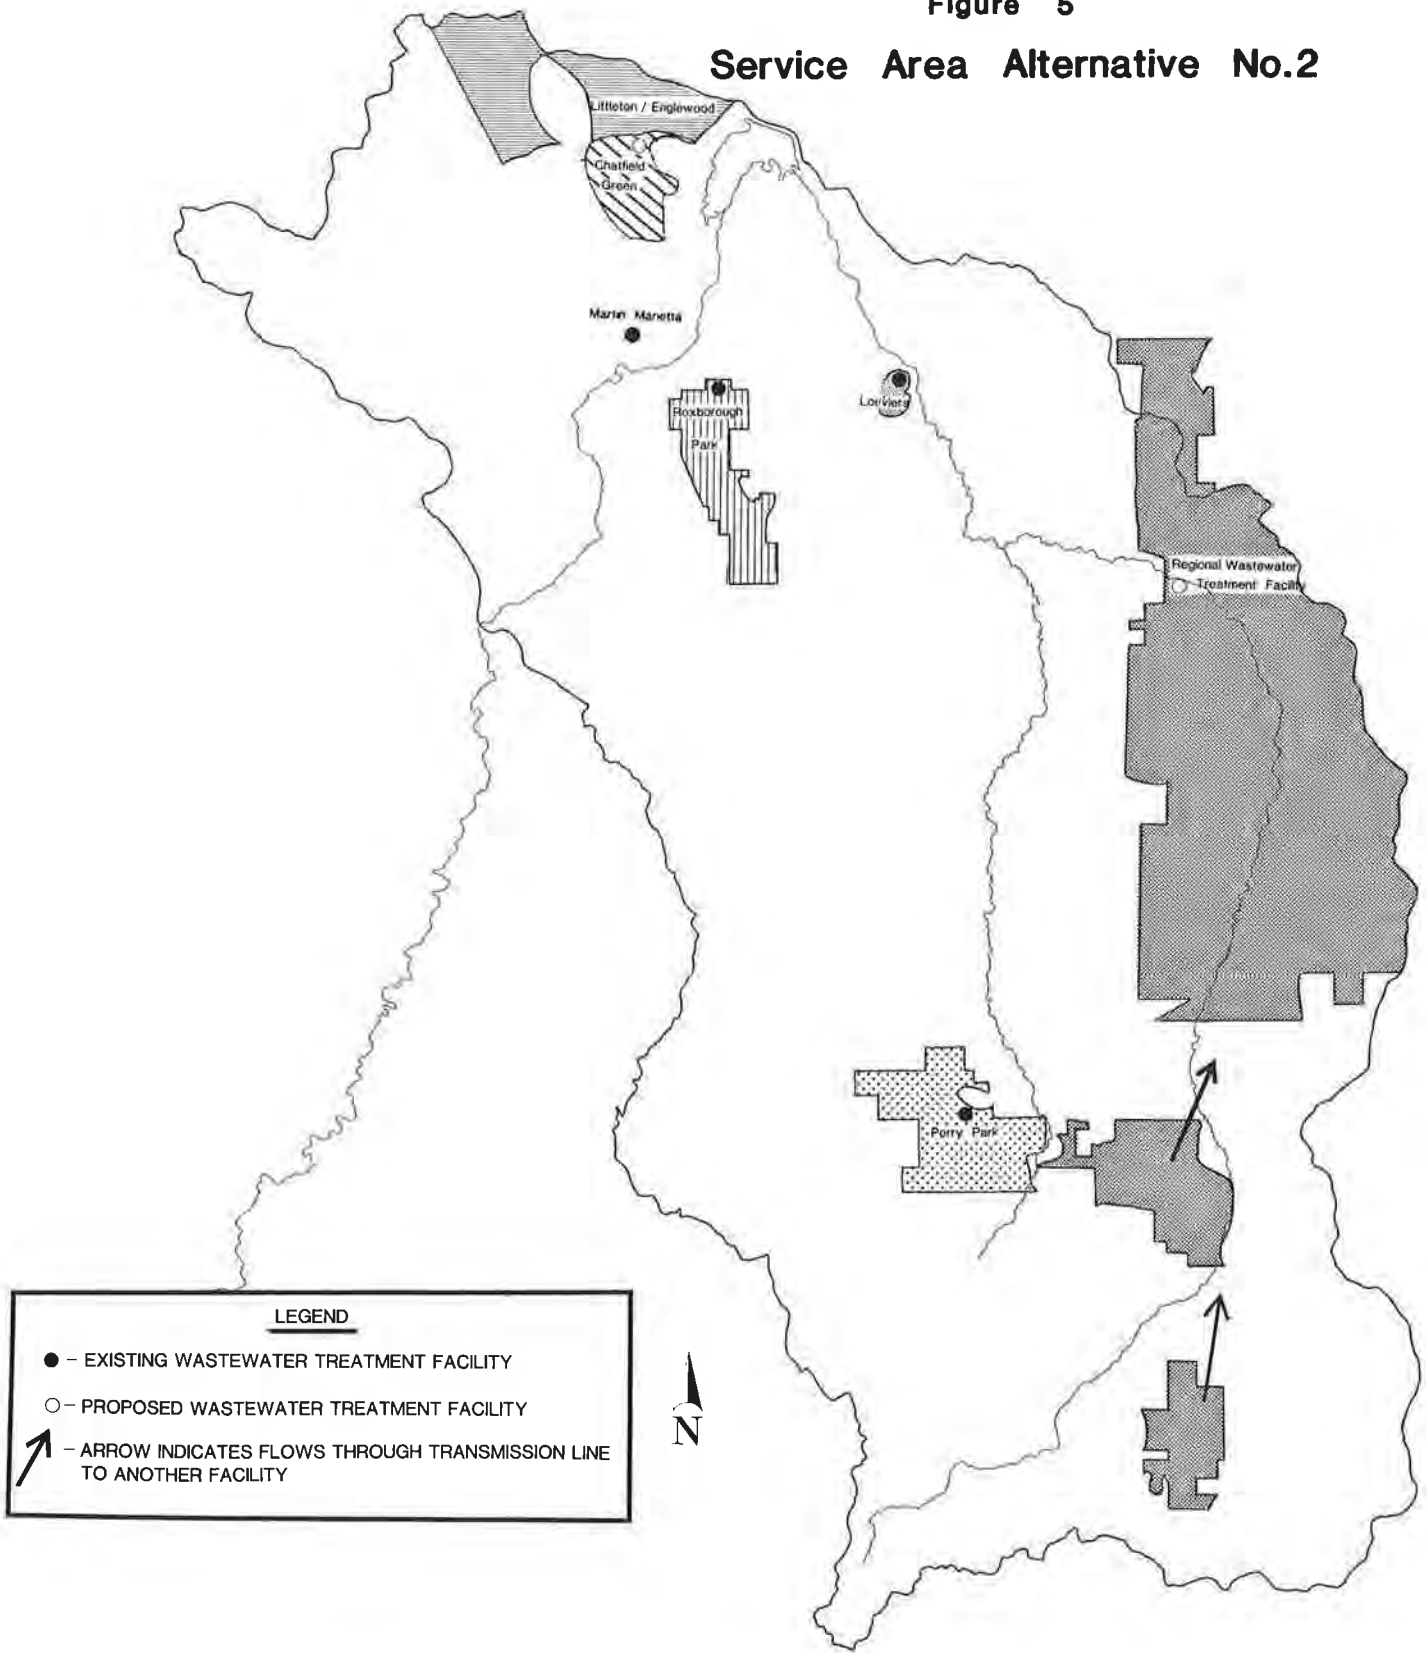 Figure 5
Service Area Alternative No.2
Littleton / Englewood
Chatfield
Green
Martin Marietta
Roxborough
Park
Louviers
Regional Wastewater
Treatment Facility
Perry Park
LEGEND
● – EXISTING WASTEWATER TREATMENT FACILITY
○ – PROPOSED WASTEWATER TREATMENT FACILITY
– ARROW INDICATES FLOWS THROUGH TRANSMISSION LINE
TO ANOTHER FACILITY
N